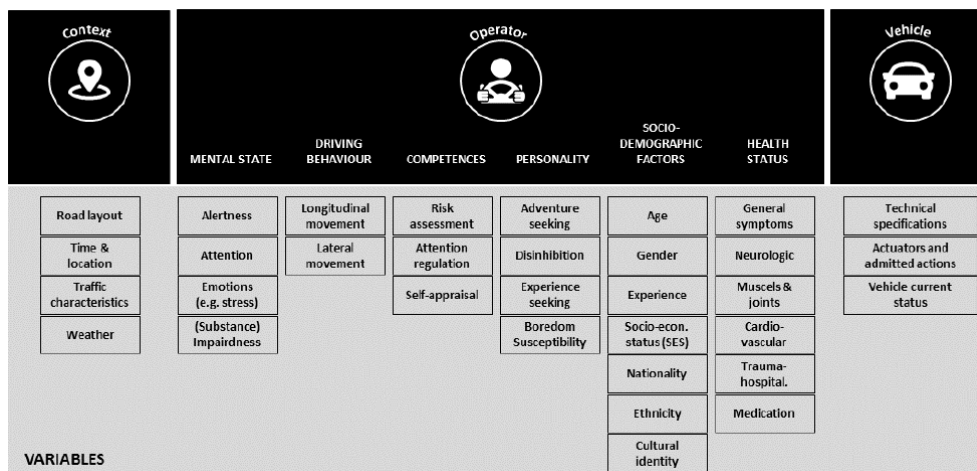 Context
Operator
Vehicle
MENTAL STATE
DRIVING
BEHAVIOUR
COMPETENCES
PERSONALITY
SOCIO-
DEMOGRAPHIC
FACTORS
HEALTH
STATUS
Road layout
Time &
location
Traffic
characteristics
Weather
Alertness
Attention
Emotions
(e.g. stress)
(Substance)
Impairdness
Longitudinal
movement
Lateral
movement
Risk
assessment
Attention
regulation
Self-appraisal
Adventure
seeking
Disinhibition
Experience
seeking
Boredom
Susceptibility
Age
Gender
Experience
Socio-econ.
status (SES)
Nationality
Ethnicity
Cultural
identity
General
symptoms
Neurologic
Muscels &
joints
Cardio-
vascular
Trauma-
hospital.
Medication
Technical
specifications
Actuators and
admitted actions
Vehicle current
status
VARIABLES